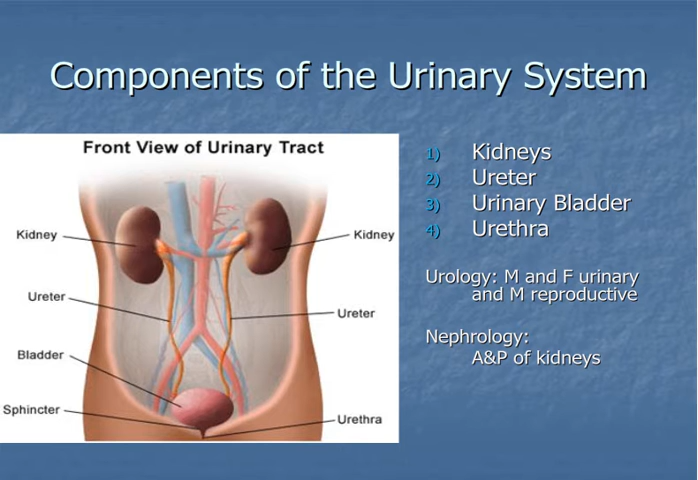 Components of the Urinary System
Front View of Urinary Tract
Kidney
Kidney
Ureter
Ureter
Bladder
Sphincter
Urethra
1) Kidneys
2) Ureter
3) Urinary Bladder
4) Urethra
Urology: M and F urinary
and M reproductive
Nephrology:
A&P of kidneys